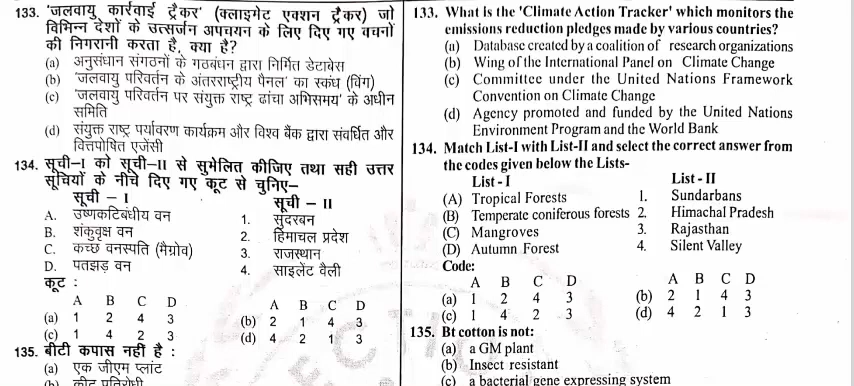 133. 'जलवायु कार्रवाई ट्रैकर' (क्लाइमेट एक्शन ट्रैकर) जो
विभिन्न देशों के उत्सर्जन अपचयन के लिए दिए गए वचनों
की निगरानी करता है, क्या है?
(a) अनुसंधान संगठनों के गठबंधन द्वारा निर्मित डेटाबेस
(b) 'जलवायु परिवर्तन के अंतरराष्ट्रीय पैनल' का स्कंध (विंग)
(c) 'जलवायु परिवर्तन पर संयुक्त राष्ट्र ढांचा अभिसमय' के अधीन
समिति
(d) संयुक्त राष्ट्र पर्यावरण कार्यक्रम और विश्व बैंक द्वारा संवर्धित और
वित्तपोषित एजेंसी
134. सूची–I को सूची–II से सुमेलित कीजिए तथा सही उत्तर
सूचियों के नीचे दिए गए कूट से चुनिए–
सूची – I सूची – II
A. उष्णकटिबंधीय वन 1. सुंदरबन
B. शंकुवृक्ष वन 2. हिमाचल प्रदेश
C. कच्छ वनस्पति (मैंग्रोव) 3. राजस्थान
D. पतझड़ वन 4. साइलेंट वैली
कूट :
A B C D A B C D
(a) 1 2 4 3 (b) 2 1 4 3
(c) 1 4 2 3 (d) 4 2 1 3
135. बीटी कपास नहीं है :
(a) एक जीएम प्लांट
(b) कीट प्रतिरोधी
133. What is the 'Climate Action Tracker' which monitors the
emissions reduction pledges made by various countries?
(a) Database created by a coalition of research organizations
(b) Wing of the International Panel on Climate Change
(c) Committee under the United Nations Framework
Convention on Climate Change
(d) Agency promoted and funded by the United Nations
Environment Program and the World Bank
134. Match List-I with List-II and select the correct answer from
the codes given below the Lists-
List - I List - II
(A) Tropical Forests 1. Sundarbans
(B) Temperate coniferous forests 2. Himachal Pradesh
(C) Mangroves 3. Rajasthan
(D) Autumn Forest 4. Silent Valley
Code:
A B C D A B C D
(a) 1 2 4 3 (b) 2 1 4 3
(c) 1 4 2 3 (d) 4 2 1 3
135. Bt cotton is not:
(a) a GM plant
(b) Insect resistant
(c) a bacterial gene expressing system